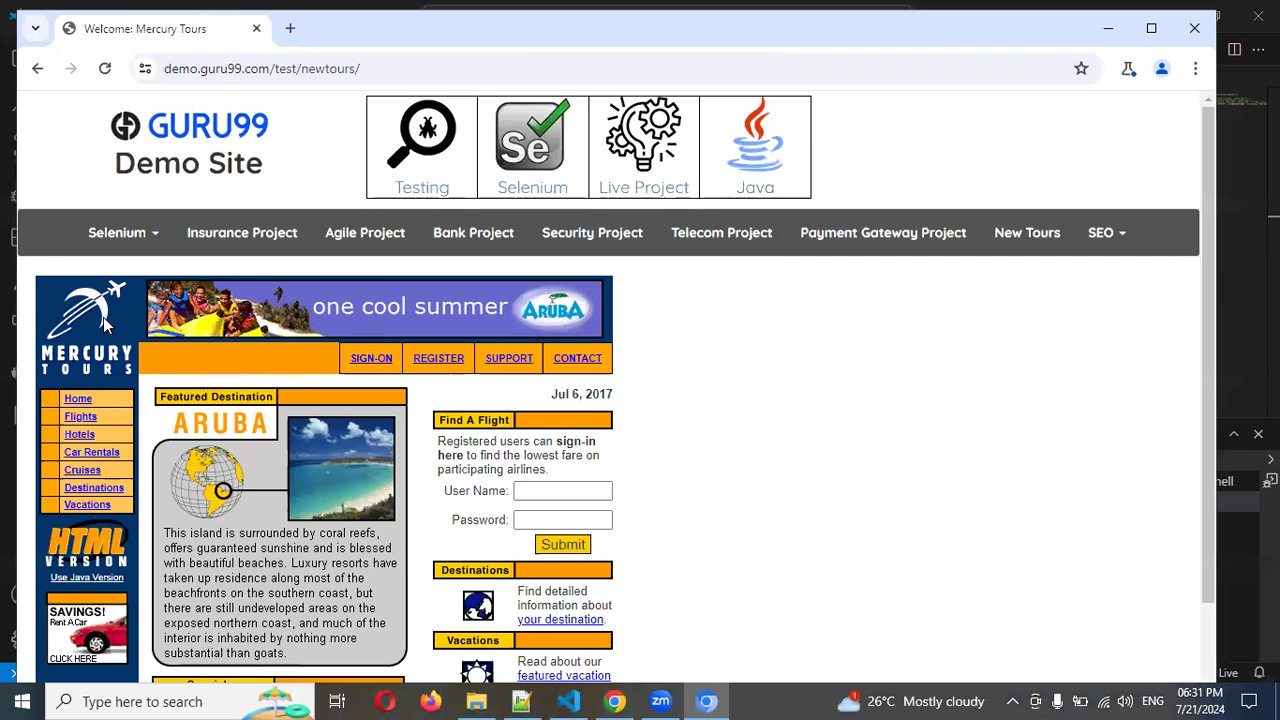 Welcome: Mercury Tours
demo.guru99.com/test/newtours/
GURU99
Demo Site
Testing
Se
Selenium
Live Project
Java
Selenium
Insurance Project
Agile Project
Bank Project
Security Project
Telecom Project
Payment Gateway Project
New Tours
SEO
one cool summer
ARUBA
MERCURY
TOURS
SIGN-ON
REGISTER
SUPPORT
CONTACT
Home
Flights
Hotels
Car Rentals
Cruises
Destinations
Vacations
HTML
VERSION
Use Java Version
SAVINGS!
Rent A Car
CLICK HERE
Featured Destination
ARUBA
This island is surrounded by coral reefs,
offers guaranteed sunshine and is blessed
with beautiful beaches. Luxury resorts have
taken up residence along most of the
beachfronts on the southern coast, but
there are still undeveloped areas on the
exposed northern coast, and much of the
interior is inhabited by nothing more
substantial than goats.
Jul 6, 2017
Find A Flight
Registered users can sign-in
here to find the lowest fare on
participating airlines.
User Name:
Password:
Submit
Destinations
Find detailed
information about
your destination.
Vacations
Read about our
featured vacation
Live
Type here to search
zm
26°C Mostly cloudy
ENG
06:31 PM
7/21/2024